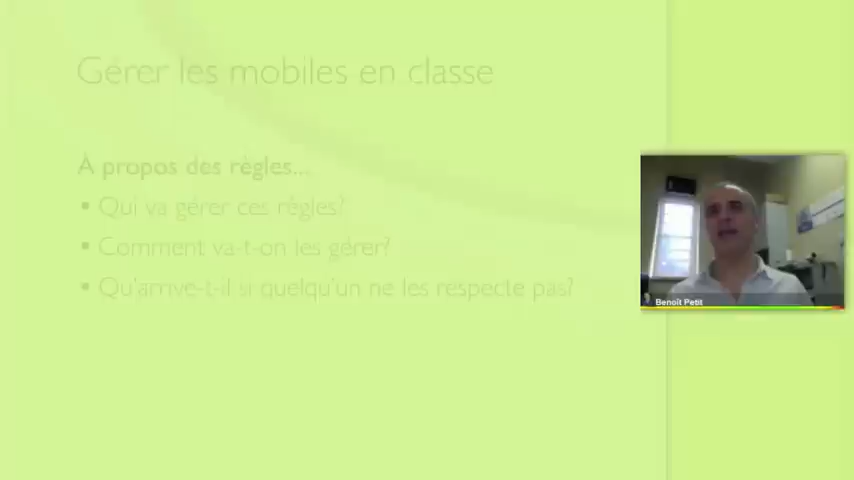 Gérer les mobiles en classe
À propos des règles...
• Qui va gérer ces règles?
• Comment va-t-on les gérer?
• Qu'arrive-t-il si quelqu'un ne les respecte pas?
Benoît Petit